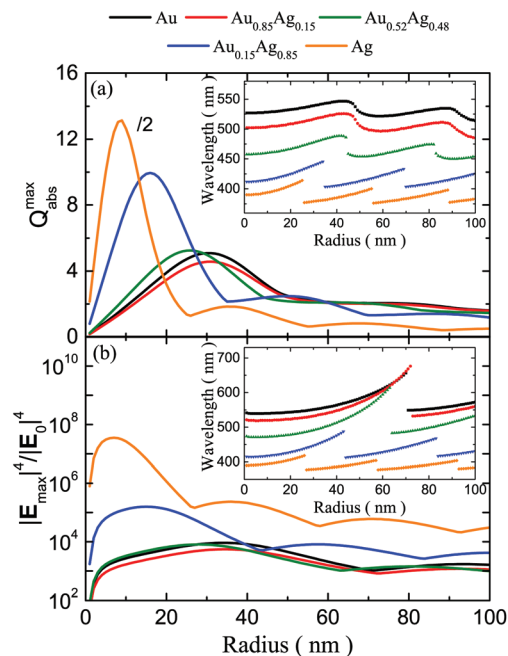 Au Au0.85Ag0.15 Au0.52Ag0.48
Au0.15Ag0.85 Ag
(a)
/2
Q abs max
16
12
8
4
0
Wavelength ( nm )
550
500
450
400
0 20 40 60 80 100
Radius ( nm )
(b)
|Emax|^4/|E0|^4
10^10
10^8
10^6
10^4
10^2
Wavelength ( nm )
700
600
500
400
0 20 40 60 80 100
Radius ( nm )
0 20 40 60 80 100
Radius ( nm )